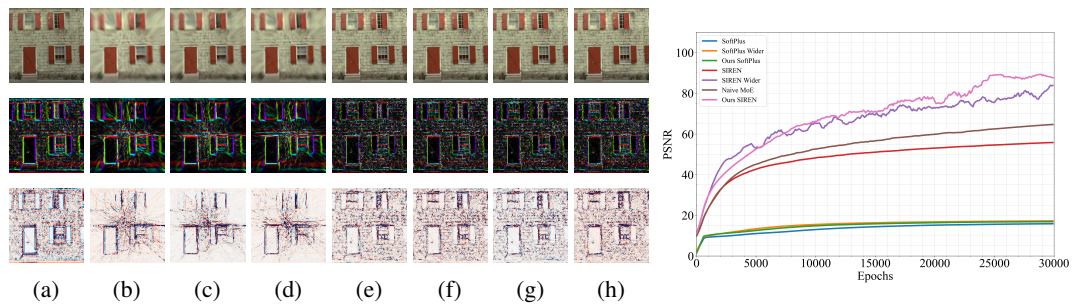 (a) (b) (c) (d) (e) (f) (g) (h)
PSNR
100
80
60
40
20
0
SoftPlus
SoftPlus Wider
Ours SoftPlus
SIREN
SIREN Wider
Naive MoE
Ours SIREN
0 5000 10000 15000 20000 25000 30000
Epochs